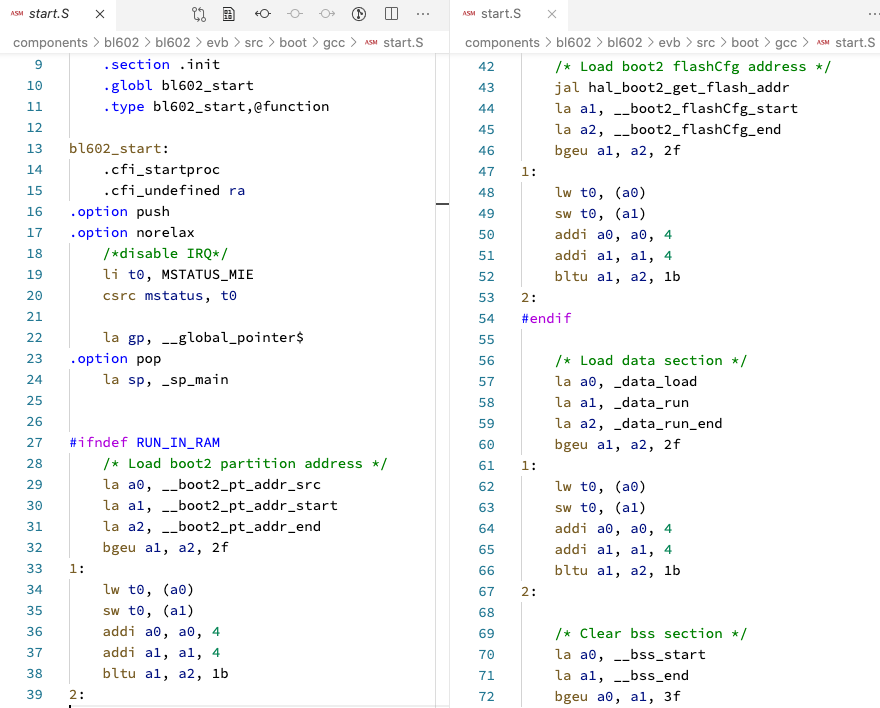 ASM start.S
components > bl602 > bl602 > evb > src > boot > gcc > ASM start.S
9 .section .init
10 .globl bl602_start
11 .type bl602_start,@function
12
13 bl602_start:
14 .cfi_startproc
15 .cfi_undefined ra
16 .option push
17 .option norelax
18 /*disable IRQ*/
19 li t0, MSTATUS_MIE
20 csrc mstatus, t0
21
22 la gp, __global_pointer$
23 .option pop
24 la sp, _sp_main
25
26
27 #ifndef RUN_IN_RAM
28 /* Load boot2 partition address */
29 la a0, __boot2_pt_addr_src
30 la a1, __boot2_pt_addr_start
31 la a2, __boot2_pt_addr_end
32 bgeu a1, a2, 2f
33 1:
34 lw t0, (a0)
35 sw t0, (a1)
36 addi a0, a0, 4
37 addi a1, a1, 4
38 bltu a1, a2, 1b
39 2:
ASM start.S
components > bl602 > bl602 > evb > src > boot > gcc > ASM start.S
42 /* Load boot2 flashCfg address */
43 jal hal_boot2_get_flash_addr
44 la a1, __boot2_flashCfg_start
45 la a2, __boot2_flashCfg_end
46 bgeu a1, a2, 2f
47 1:
48 lw t0, (a0)
49 sw t0, (a1)
50 addi a0, a0, 4
51 addi a1, a1, 4
52 bltu a1, a2, 1b
53 2:
54 #endif
55
56 /* Load data section */
57 la a0, _data_load
58 la a1, _data_run
59 la a2, _data_run_end
60 bgeu a1, a2, 2f
61 1:
62 lw t0, (a0)
63 sw t0, (a1)
64 addi a0, a0, 4
65 addi a1, a1, 4
66 bltu a1, a2, 1b
67 2:
68
69 /* Clear bss section */
70 la a0, __bss_start
71 la a1, __bss_end
72 bgeu a0, a1, 3f